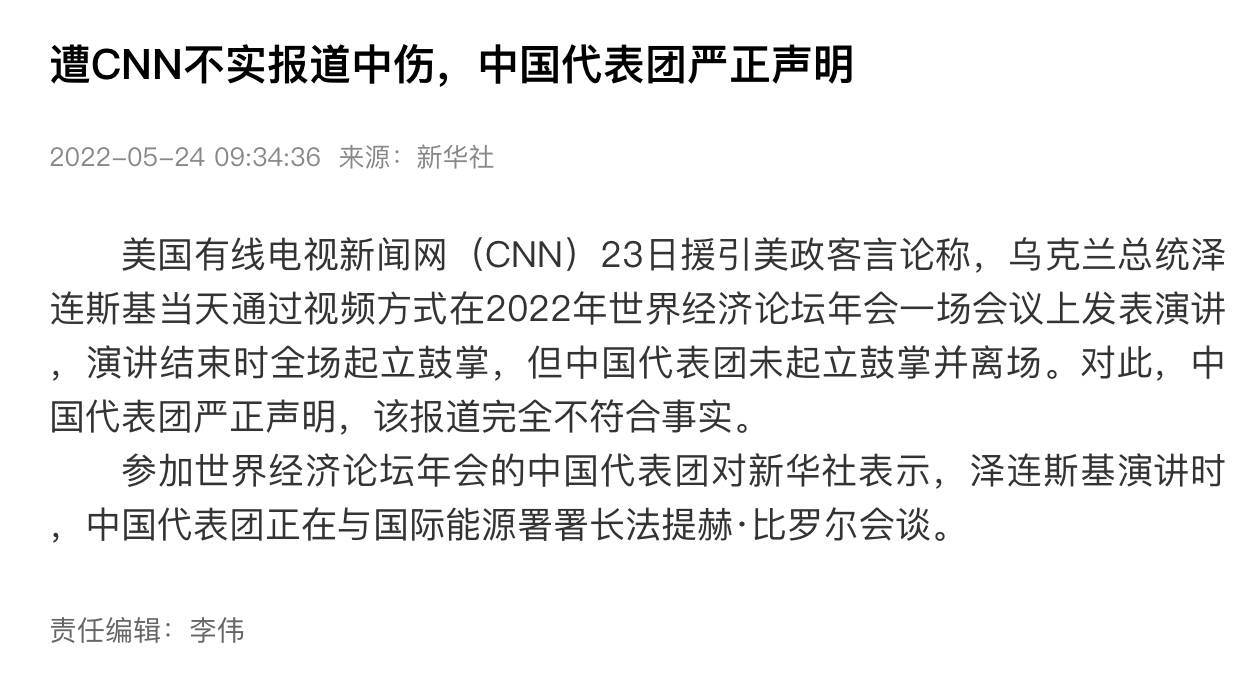 遭CNN不实报道中伤，中国代表团严正声明
2022-05-24 09:34:36 来源：新华社
美国有线电视新闻网（CNN）23日援引美政客言论称，乌克兰总统泽
连斯基当天通过视频方式在2022年世界经济论坛年会一场会议上发表演讲
，演讲结束时全场起立鼓掌，但中国代表团未起立鼓掌并离场。对此，中
国代表团严正声明，该报道完全不符合事实。
参加世界经济论坛年会的中国代表团对新华社表示，泽连斯基演讲时
，中国代表团正在与国际能源署署长法提赫·比罗尔会谈。
责任编辑：李伟